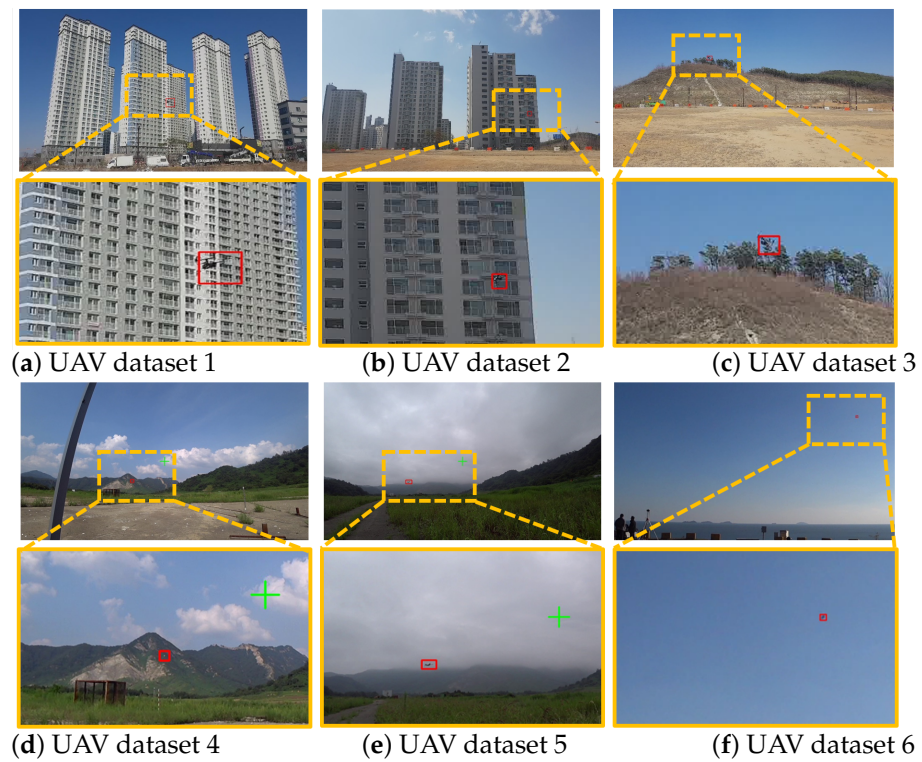 (a) UAV dataset 1
(b) UAV dataset 2
(c) UAV dataset 3
(d) UAV dataset 4
(e) UAV dataset 5
(f) UAV dataset 6